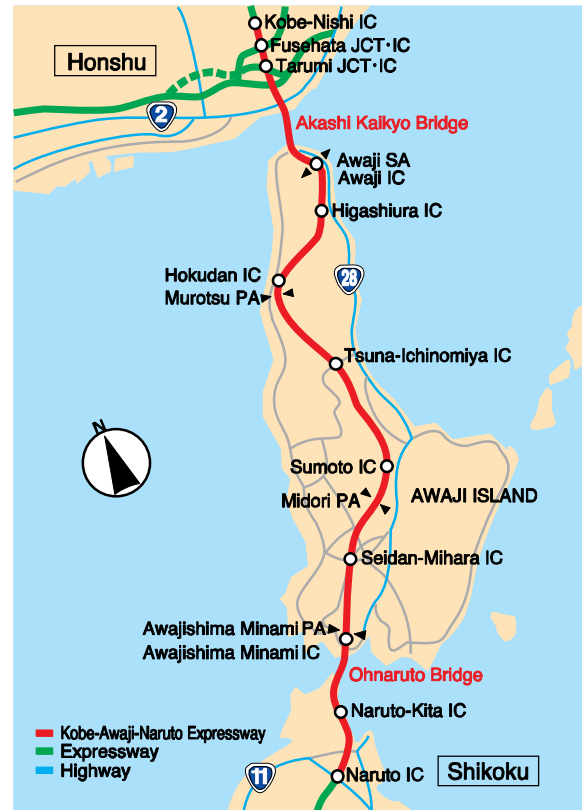 Kobe-Nishi IC
Fusehata JCT·IC
Tarumi JCT·IC
Honshu
2
Akashi Kaikyo Bridge
Awaji SA
Awaji IC
Higashiura IC
Hokudan IC
Murotsu PA
28
Tsuna-Ichinomiya IC
N
Sumoto IC
Midori PA
AWAJI ISLAND
Seidan-Mihara IC
Awajishima Minami PA
Awajishima Minami IC
Ohnaruto Bridge
Naruto-Kita IC
Kobe-Awaji-Naruto Expressway
Expressway
Highway
11
Naruto IC
Shikoku